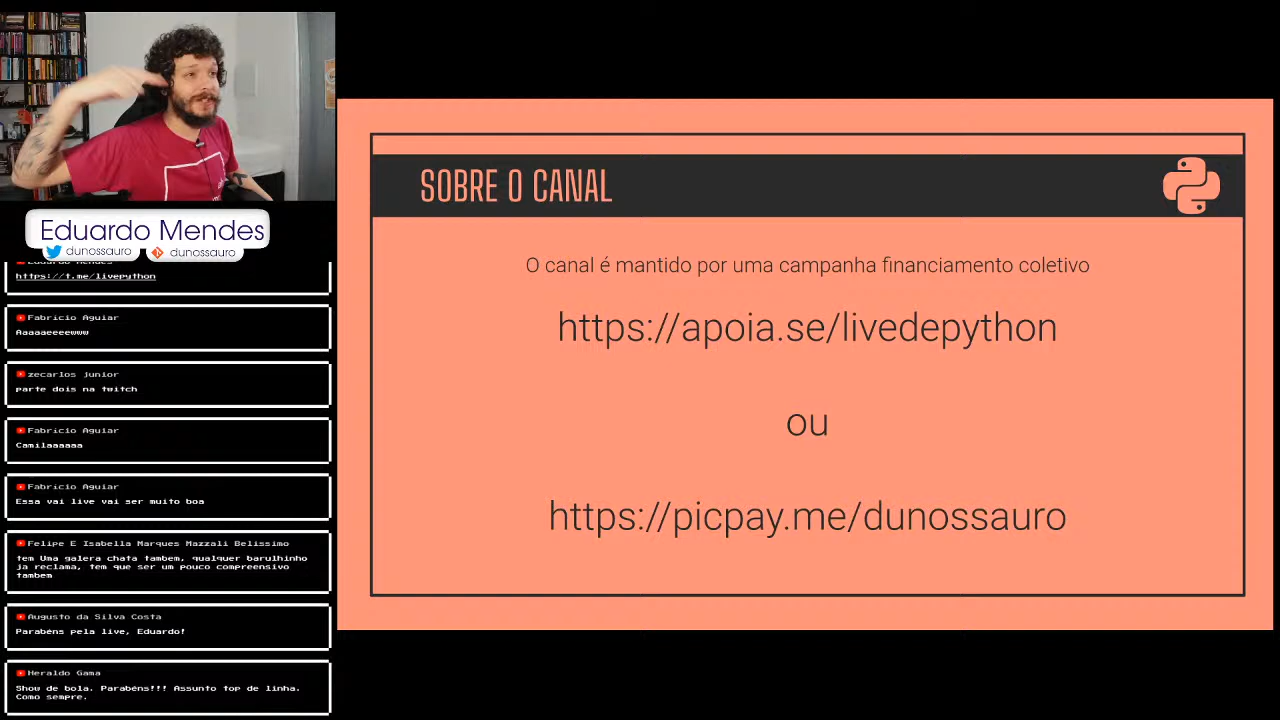 Eduardo Mendes
dunossauro
dunossauro
Eduardo Mendes
https://t.me/livepython
Fabricio Aguiar
Aaaaaeeeewww
zecarlos junior
parte dois na twitch
Fabricio Aguiar
Camilaaaaaa
Fabricio Aguiar
Essa vai live vai ser muito boa
Felipe E Isabella Marques Mazzali Belissimo
tem Uma galera chata tambem, qualquer barulhinho
ja reclama, tem que ser um pouco compreensivo
tambem
Augusto da Silva Costa
Parabéns pela live, Eduardo!
Heraldo Gama
Show de bola. Parabéns!!! Assunto top de linha.
Como sempre.
SOBRE O CANAL
O canal é mantido por uma campanha financiamento coletivo
https://apoia.se/livedepython
ou
https://picpay.me/dunossauro